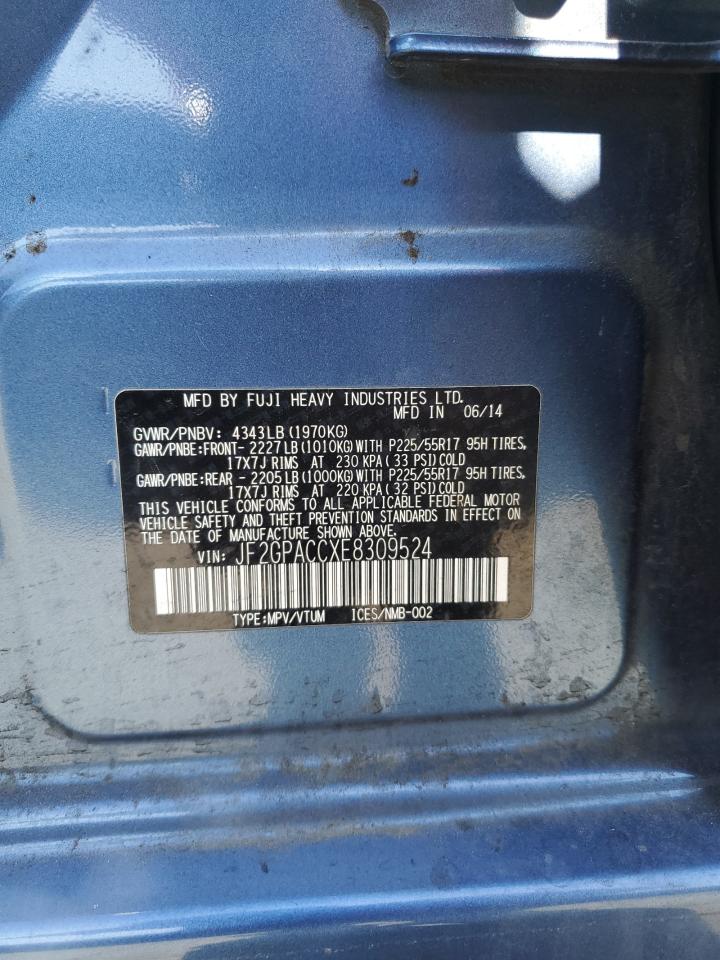 MFD BY FUJI HEAVY INDUSTRIES LTD.
MFD IN 06/14
GVWR/PNBV: 4343LB(1970KG)
GAWR/PNBE:FRONT- 2227LB(1010KG)WITH P225/55R17 95H TIRES,
17X7J RIMS AT 230 KPA(33 PSI)COLD
GAWR/PNBE:REAR - 2205LB(1000KG)WITH P225/55R17 95H TIRES,
17X7J RIMS AT 220 KPA(32 PSI)COLD
THIS VEHICLE CONFORMS TO ALL APPLICABLE FEDERAL MOTOR
VEHICLE SAFETY AND THEFT PREVENTION STANDARDS IN EFFECT ON
THE DATE OF MANUFACTURE SHOWN ABOVE.
VIN: JF2GPACCXE8309524
TYPE:MPV/VTUM ICES/NMB-002